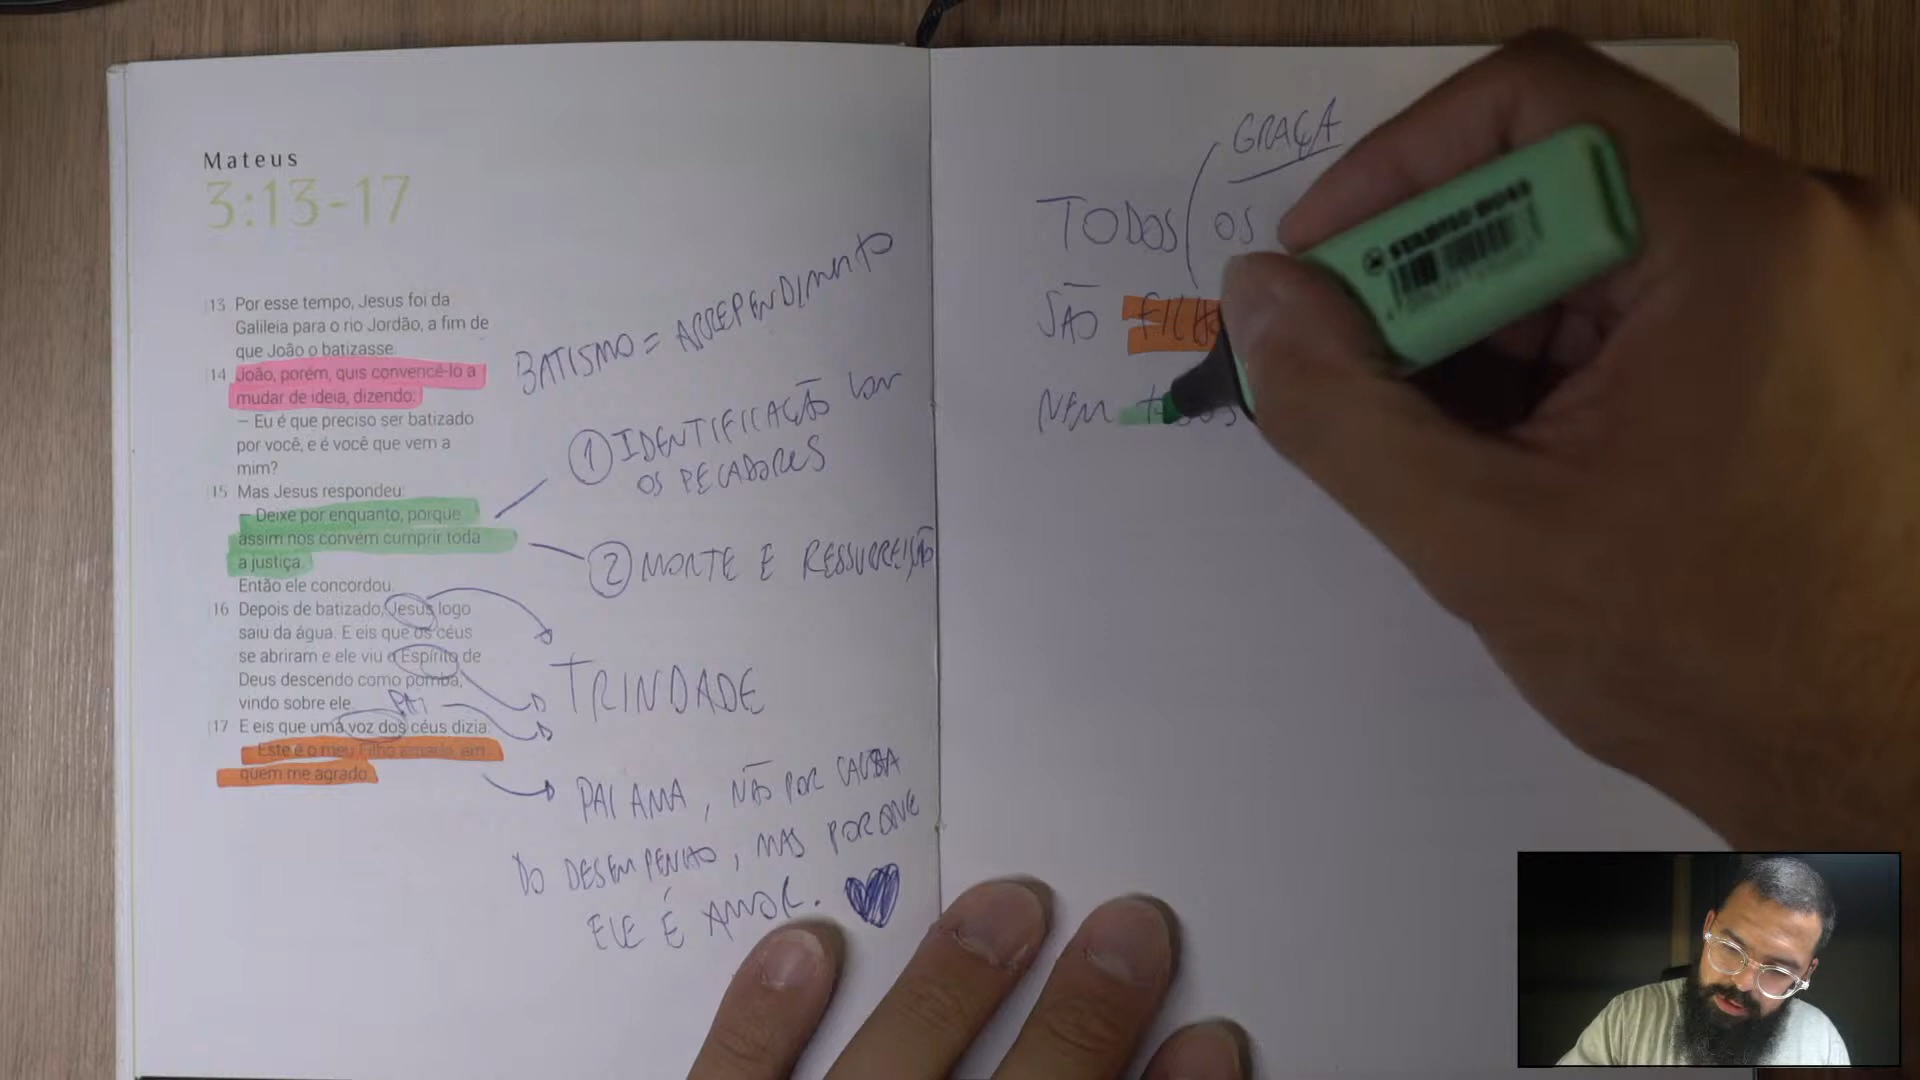 Mateus
3:13-17
13 Por esse tempo, Jesus foi da
Galileia para o rio Jordão, a fim de
que João o batizasse.
14 João, porém, quis convencê-lo a
mudar de ideia, dizendo:
– Eu é que preciso ser batizado
por você, e é você que vem a
mim?
15 Mas Jesus respondeu:
– Deixe por enquanto, porque
assim nos convém cumprir toda
a justiça.
Então ele concordou.
16 Depois de batizado, Jesus logo
saiu da água. E eis que os céus
se abriram e ele viu o Espírito de
Deus descendo como pomba,
vindo sobre ele.
PAI
17 E eis que uma voz dos céus dizia:
– Este é o meu Filho amado, em
quem me agrado.
BATISMO = ARREPENDIMENTO
1 IDENTIFICAÇÃO COM
OS PECADORES
2 MORTE E RESSURREIÇÃO
TRINDADE
PAI AMA, NÃO POR CAUSA
DO DESEMPENHO, MAS PORQUE
ELE É AMOR.
GRAÇA
TODOS OS
SÃO
NEM todos
STABILO BOSS